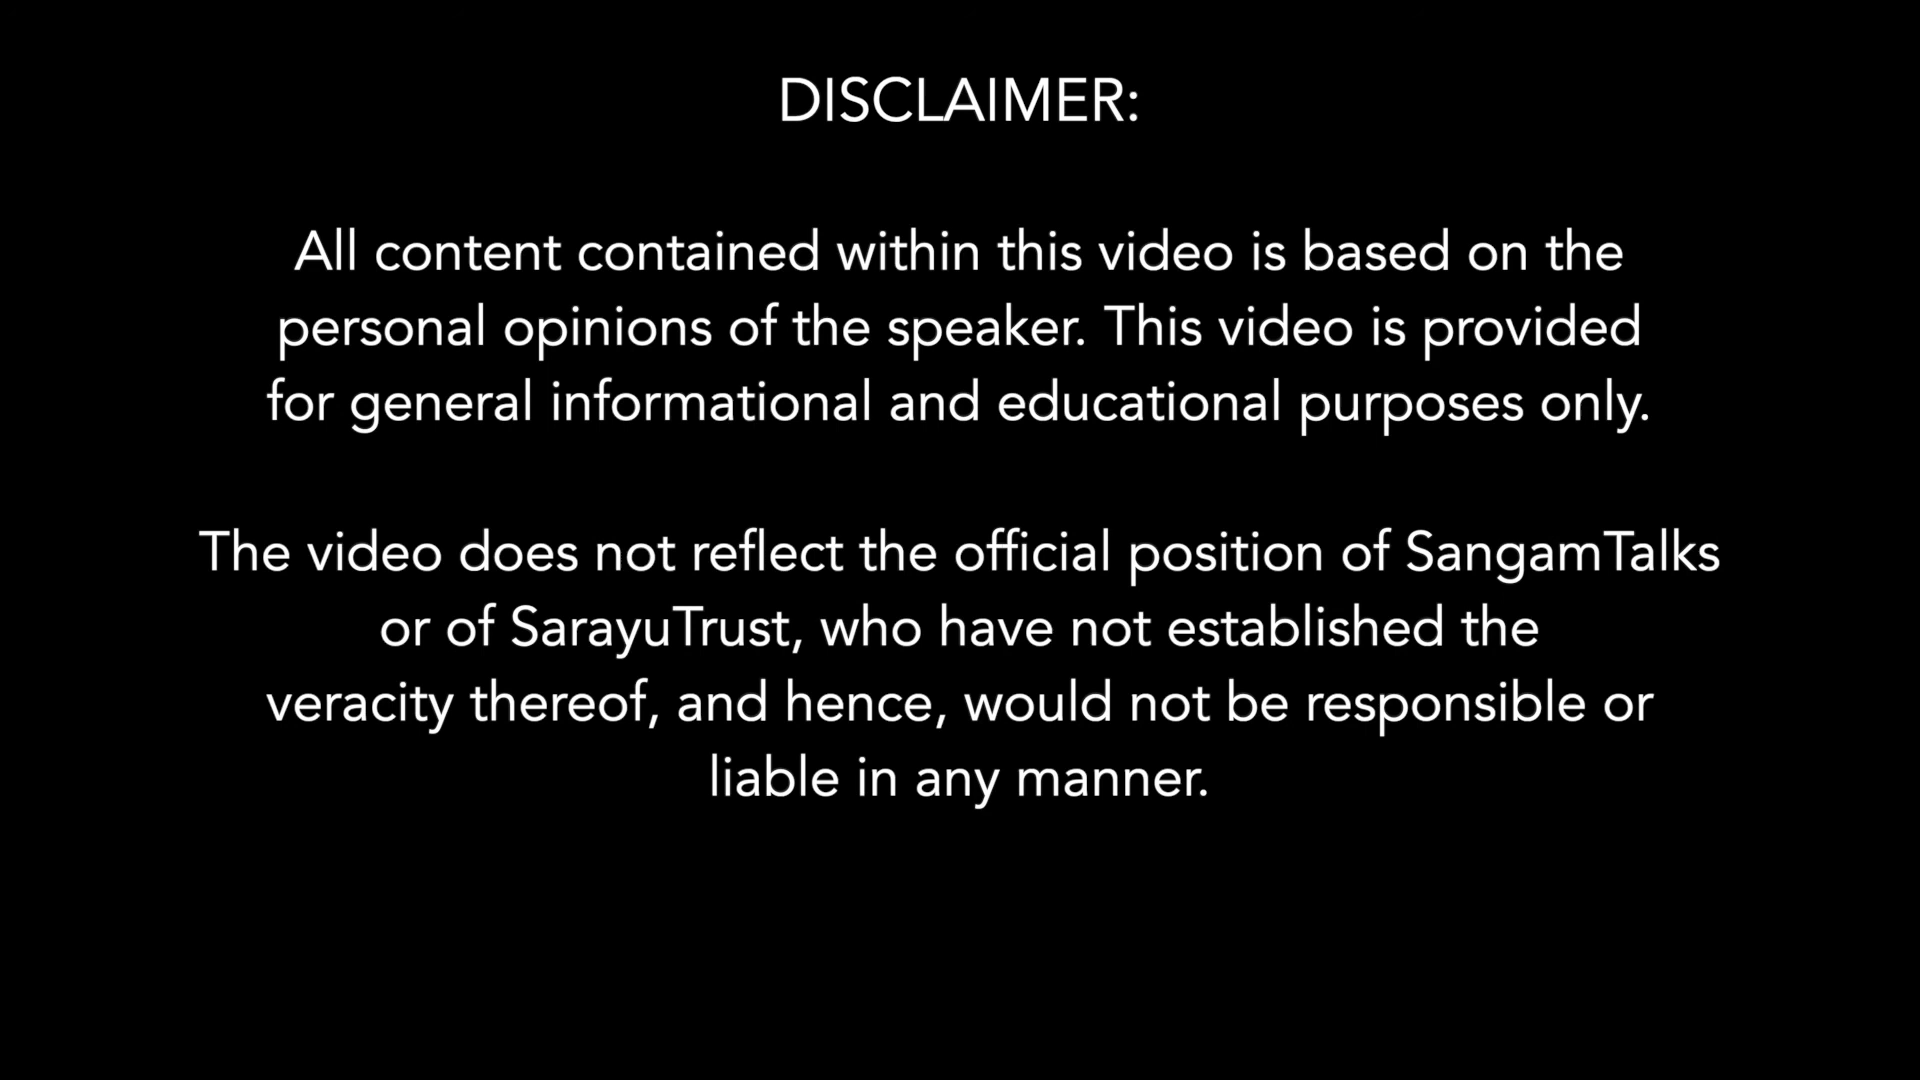 DISCLAIMER:
All content contained within this video is based on the
personal opinions of the speaker. This video is provided
for general informational and educational purposes only.
The video does not reflect the official position of SangamTalks
or of SarayuTrust, who have not established the
veracity thereof, and hence, would not be responsible or
liable in any manner.